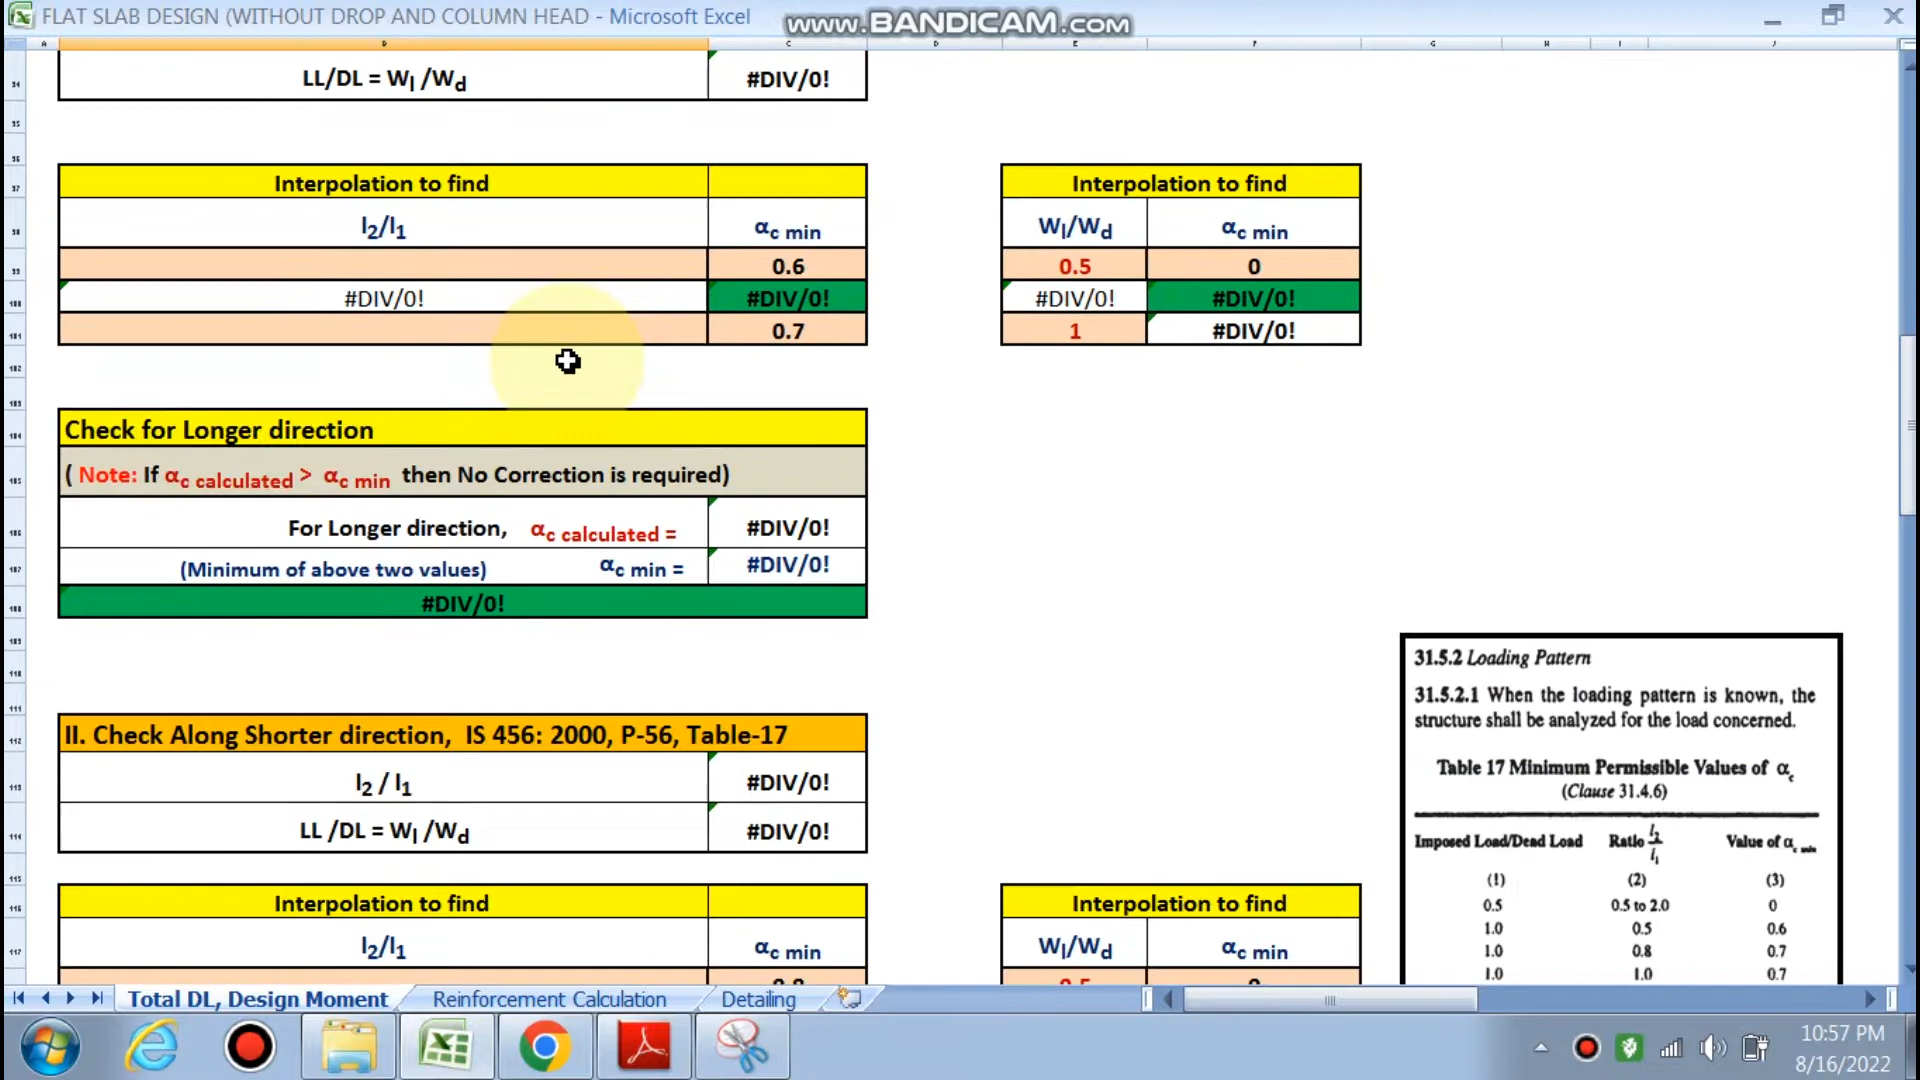 FLAT SLAB DESIGN (WITHOUT DROP AND COLUMN HEAD - Microsoft Excel
www.BANDICAM.com
LL/DL = Wl /Wd #DIV/0!
Interpolation to find
l2/l1 αc min
0.6
#DIV/0! #DIV/0!
0.7
Interpolation to find
Wl/Wd αc min
0.5 0
#DIV/0! #DIV/0!
1 #DIV/0!
Check for Longer direction
( Note: If αc calculated > αc min then No Correction is required)
For Longer direction, αc calculated = #DIV/0!
(Minimum of above two values) αc min = #DIV/0!
#DIV/0!
II. Check Along Shorter direction, IS 456: 2000, P-56, Table-17
l2 / l1 #DIV/0!
LL /DL = Wl /Wd #DIV/0!
Interpolation to find
l2/l1 αc min
Interpolation to find
Wl/Wd αc min
31.5.2 Loading Pattern
31.5.2.1 When the loading pattern is known, the
structure shall be analyzed for the load concerned.
Table 17 Minimum Permissible Values of αc
(Clause 31.4.6)
Imposed Load/Dead Load Ratio l2/l1 Value of αc min
(1) (2) (3)
0.5 0.5 to 2.0 0
1.0 0.5 0.6
1.0 0.8 0.7
1.0 1.0 0.7
Total DL, Design Moment Reinforcement Calculation Detailing
10:57 PM
8/16/2022